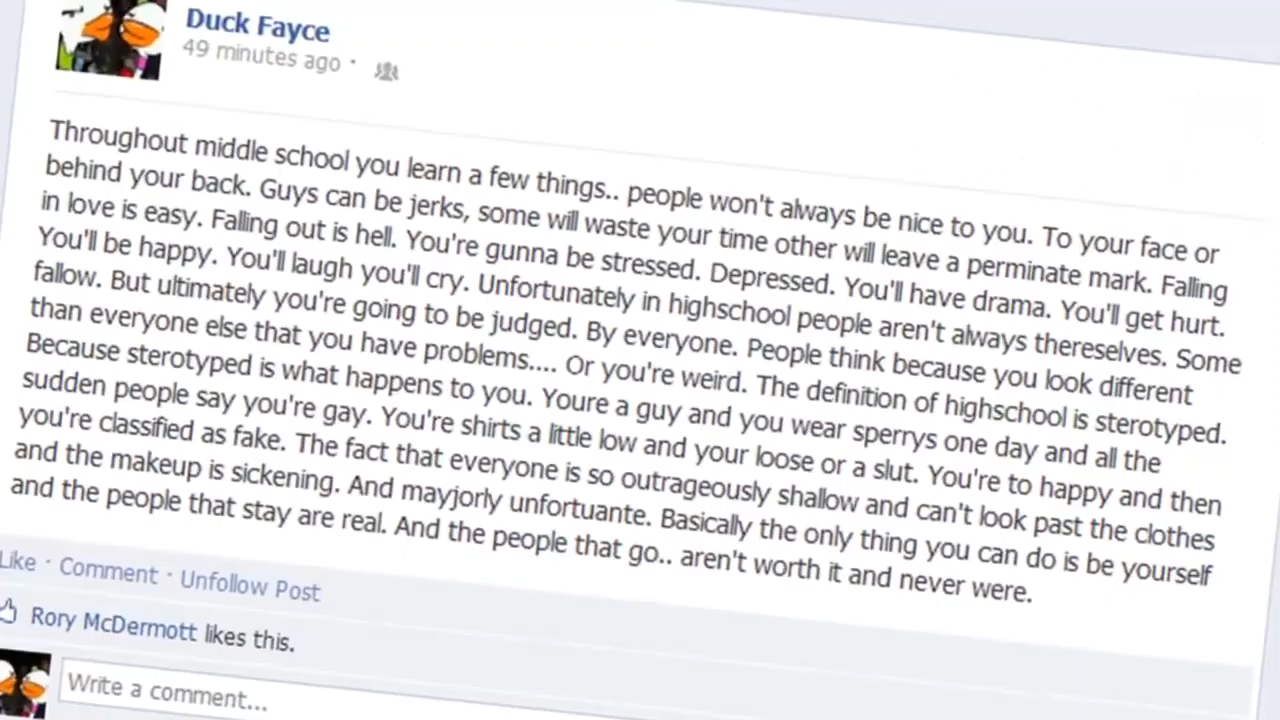 Duck Fayce
49 minutes ago ·
Throughout middle school you learn a few things.. people won't always be nice to you. To your face or
behind your back. Guys can be jerks, some will waste your time other will leave a perminate mark. Falling
in love is easy. Falling out is hell. You're gunna be stressed. Depressed. You'll have drama. You'll get hurt.
You'll be happy. You'll laugh you'll cry. Unfortunately in highschool people aren't always thereselves. Some
fallow. But ultimately you're going to be judged. By everyone. People think because you look different
than everyone else that you have problems.... Or you're weird. The definition of highschool is sterotyped.
Because sterotyped is what happens to you. Youre a guy and you wear sperrys one day and all the
sudden people say you're gay. You're shirts a little low and your loose or a slut. You're to happy and then
you're classified as fake. The fact that everyone is so outrageously shallow and can't look past the clothes
and the makeup is sickening. And mayjorly unfortuante. Basically the only thing you can do is be yourself
and the people that stay are real. And the people that go.. aren't worth it and never were.
Like · Comment · Unfollow Post
Rory McDermott likes this.
Write a comment...